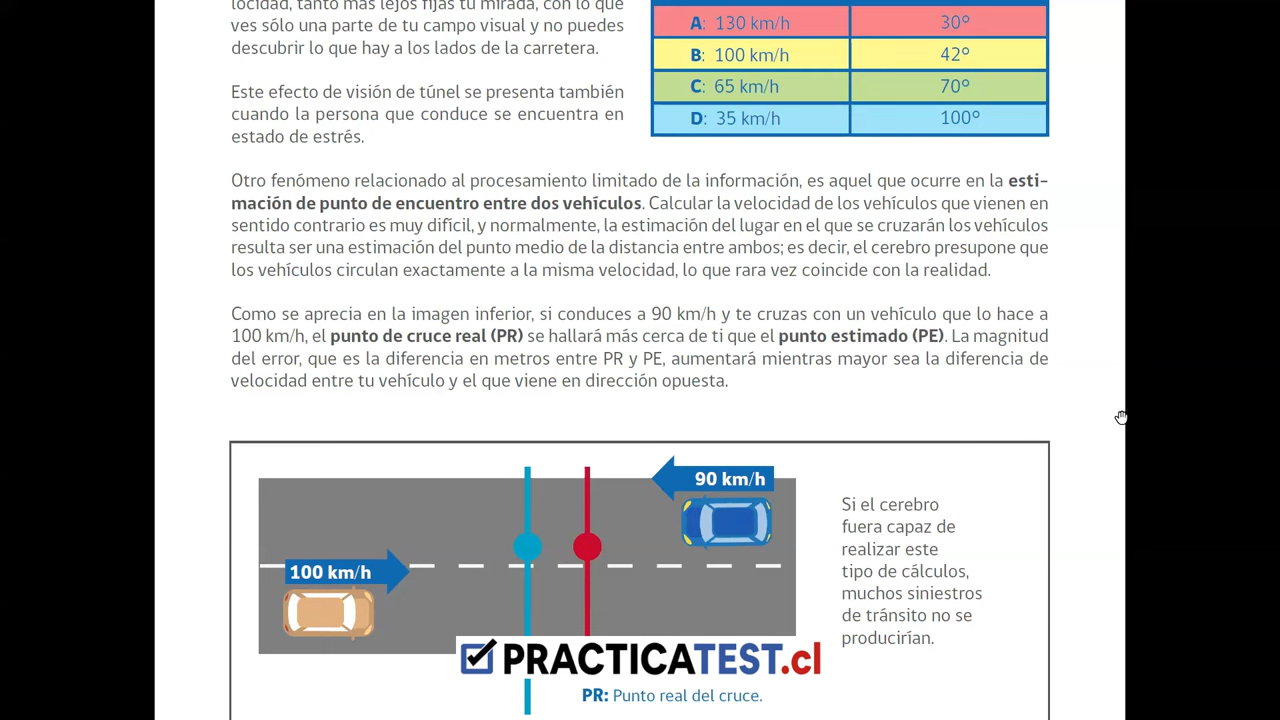 locidad, tanto más lejos fijas tu mirada, con lo que
ves sólo una parte de tu campo visual y no puedes
descubrir lo que hay a los lados de la carretera.
Este efecto de visión de túnel se presenta también
cuando la persona que conduce se encuentra en
estado de estrés.
A: 130 km/h 30°
B: 100 km/h 42°
C: 65 km/h 70°
D: 35 km/h 100°
Otro fenómeno relacionado al procesamiento limitado de la información, es aquel que ocurre en la esti-
mación de punto de encuentro entre dos vehículos. Calcular la velocidad de los vehículos que vienen en
sentido contrario es muy difícil, y normalmente, la estimación del lugar en el que se cruzarán los vehículos
resulta ser una estimación del punto medio de la distancia entre ambos; es decir, el cerebro presupone que
los vehículos circulan exactamente a la misma velocidad, lo que rara vez coincide con la realidad.
Como se aprecia en la imagen inferior, si conduces a 90 km/h y te cruzas con un vehículo que lo hace a
100 km/h, el punto de cruce real (PR) se hallará más cerca de ti que el punto estimado (PE). La magnitud
del error, que es la diferencia en metros entre PR y PE, aumentará mientras mayor sea la diferencia de
velocidad entre tu vehículo y el que viene en dirección opuesta.
90 km/h
100 km/h
Si el cerebro
fuera capaz de
realizar este
tipo de cálculos,
muchos siniestros
de tránsito no se
producirían.
PRACTICATEST.cl
PR: Punto real del cruce.